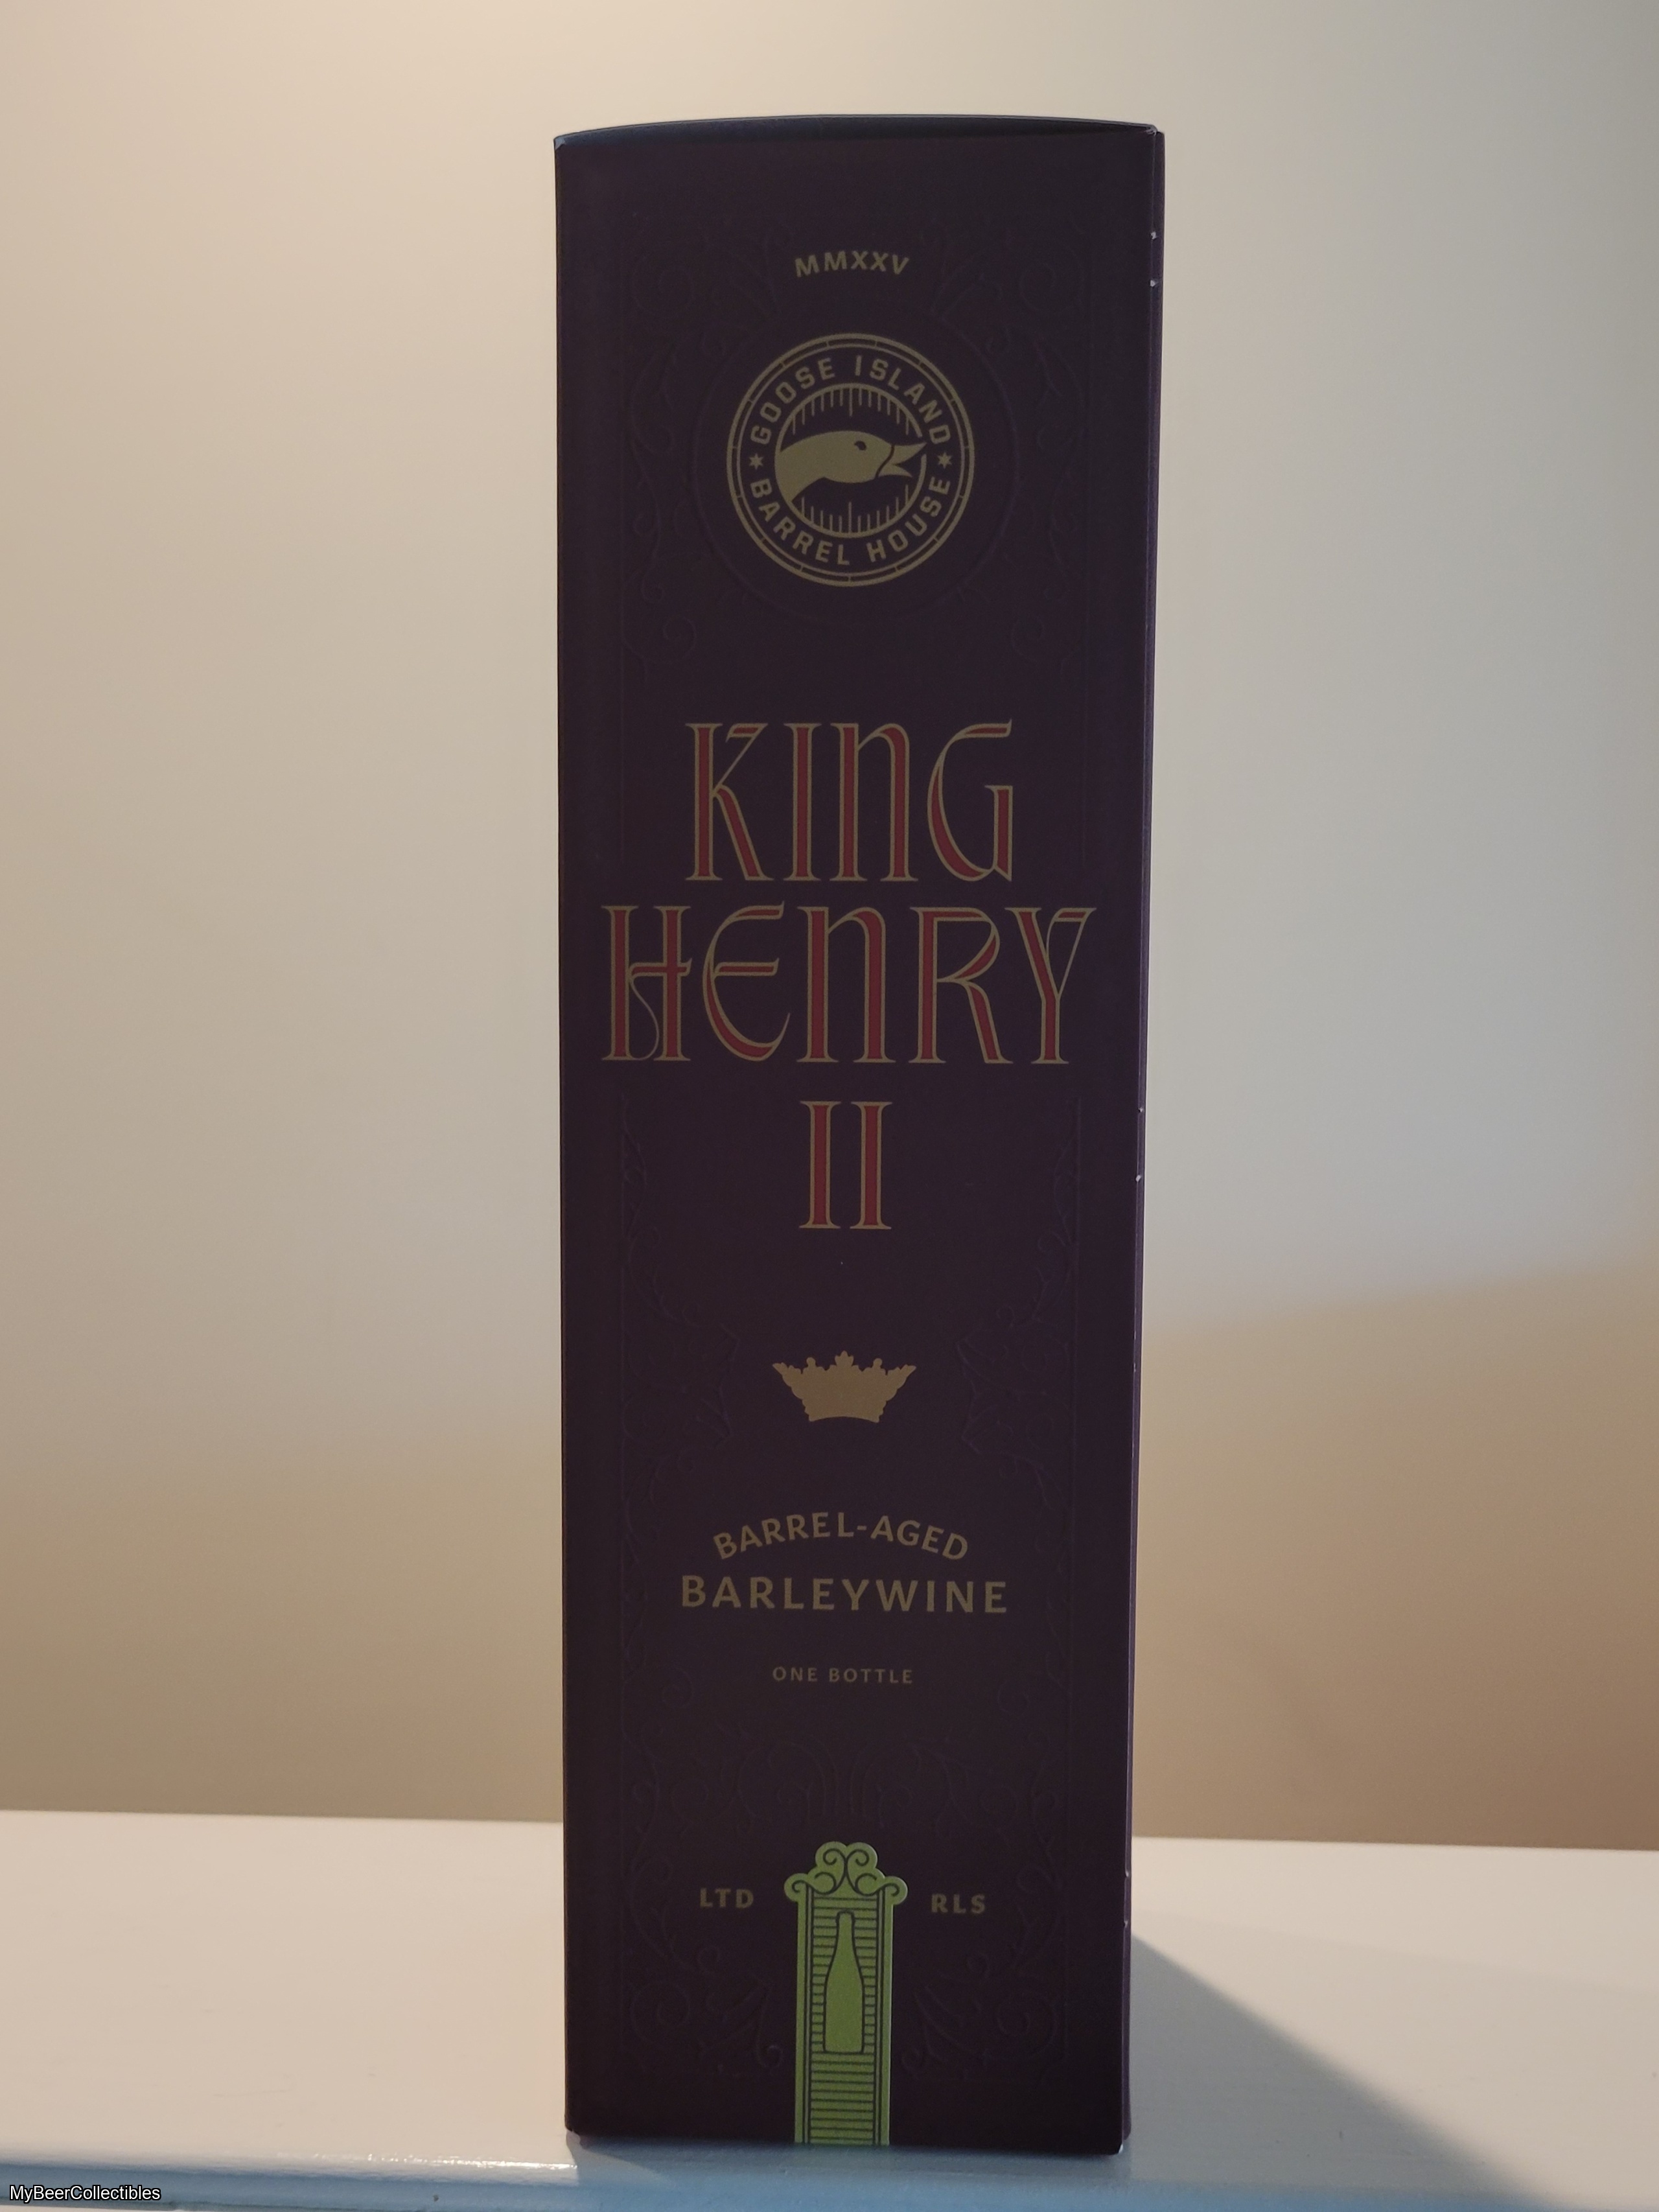 MMXXV
GOOSE ISLAND
BARREL HOUSE
KING
HENRY
II
BARREL-AGED
BARLEYWINE
ONE BOTTLE
LTD RLS
MyBeerCollectibles